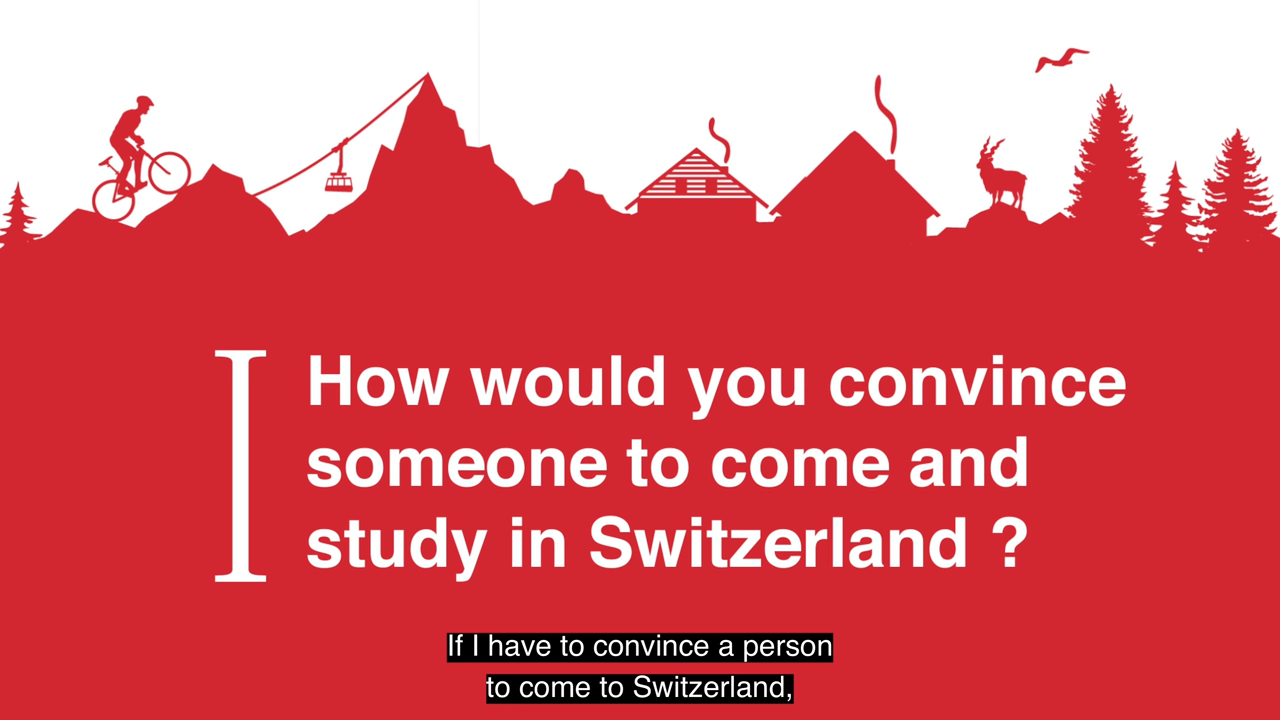 How would you convince
someone to come and
study in Switzerland ?
If I have to convince a person
to come to Switzerland,